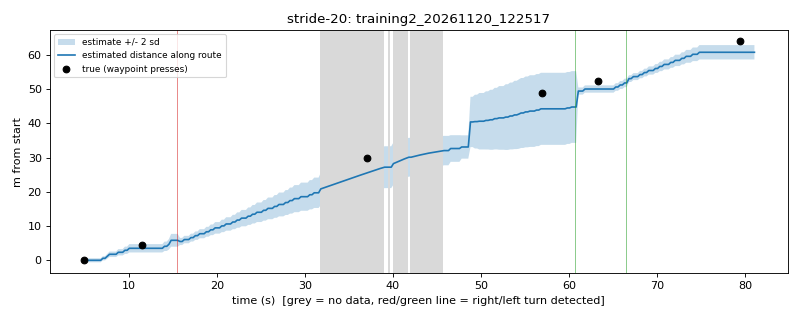 stride-20: training2_20261120_122517
estimate +/- 2 sd
estimated distance along route
true (waypoint presses)
m from start
60
50
40
30
20
10
0
10 20 30 40 50 60 70 80
time (s) [grey = no data, red/green line = right/left turn detected]